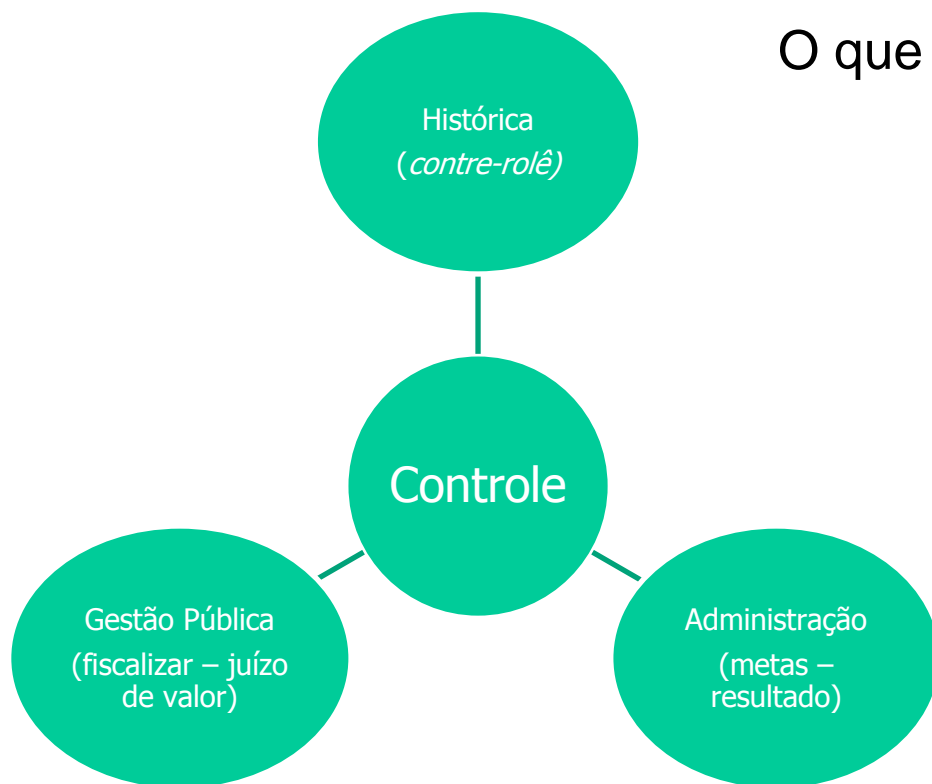 O que
Histórica
(contre-rolê)
Controle
Gestão Pública
(fiscalizar – juízo
de valor)
Administração
(metas –
resultado)